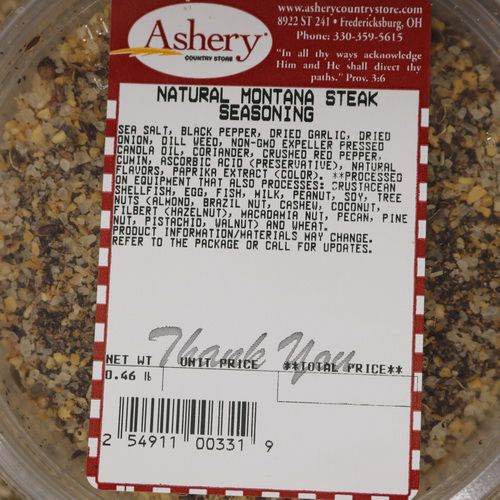 Ashery
COUNTRY STORE
www.asherycountrystore.com
8922 ST 241 • Fredericksburg, OH
Phone: 330-359-5615
"In all thy ways acknowledge
Him and He shall direct thy
paths." Prov. 3:6
NATURAL MONTANA STEAK
SEASONING
SEA SALT, BLACK PEPPER, DRIED GARLIC, DRIED
ONION, DILL WEED, NON-GMO EXPELLER PRESSED
CANOLA OIL, CORIANDER, CRUSHED RED PEPPER,
CUMIN, ASCORBIC ACID (PRESERVATIVE), NATURAL
FLAVORS, PAPRIKA EXTRACT (COLOR). **PROCESSED
ON EQUIPMENT THAT ALSO PROCESSES: CRUSTACEAN
SHELLFISH, EGG, FISH, MILK, PEANUT, SOY, TREE
NUTS (ALMOND, BRAZIL NUT, CASHEW, COCONUT,
FILBERT (HAZELNUT), MACADAMIA NUT, PECAN, PINE
NUT, PISTACHIO, WALNUT) AND WHEAT.
PRODUCT INFORMATION/MATERIALS MAY CHANGE.
REFER TO THE PACKAGE OR CALL FOR UPDATES.
Thank You
NET WT UNIT PRICE **TOTAL PRICE**
0.46 lb
2 54911 00331 9